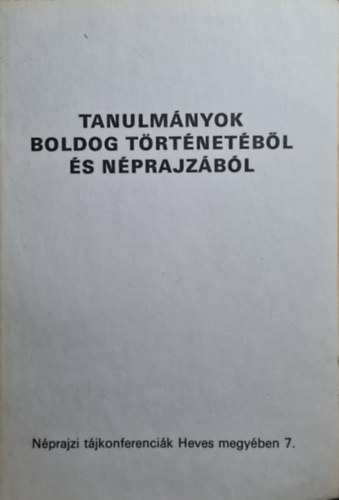 TANULMÁNYOK
BOLDOG TÖRTÉNETÉBŐL
ÉS NÉPRAJZÁBÓL
Néprajzi tájkonferenciák Heves megyében 7.